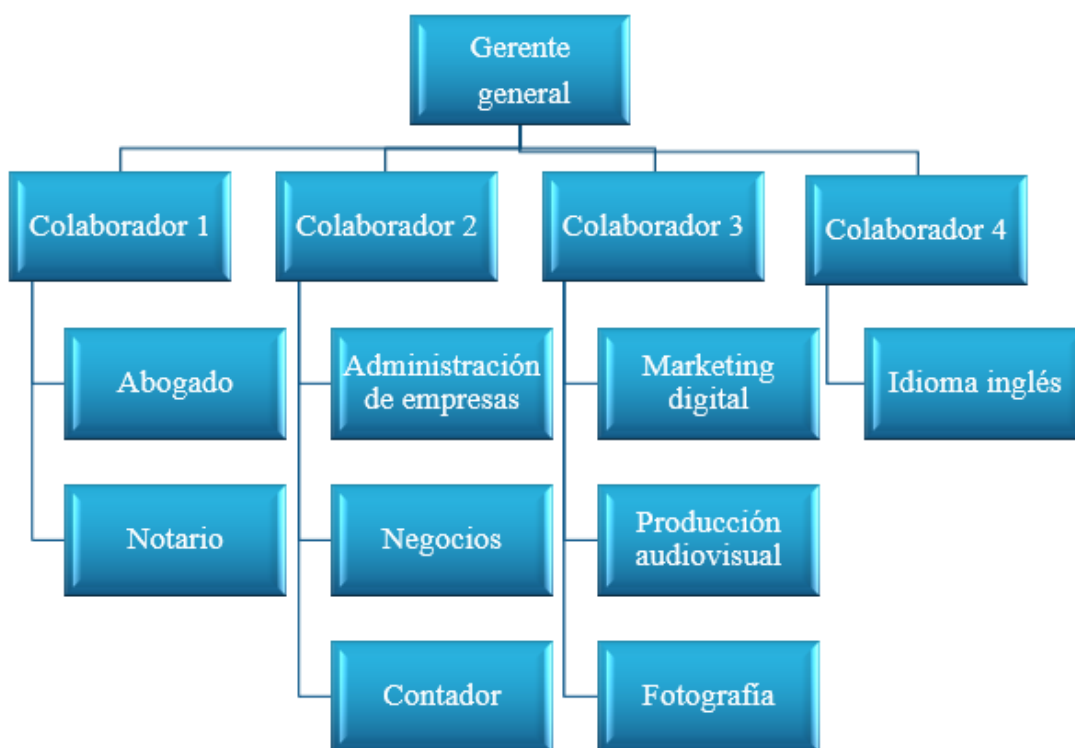 Gerente
general
Colaborador 1
Colaborador 2
Colaborador 3
Colaborador 4
Abogado
Administración
de empresas
Marketing
digital
Idioma inglés
Notario
Negocios
Producción
audiovisual
Contador
Fotografía